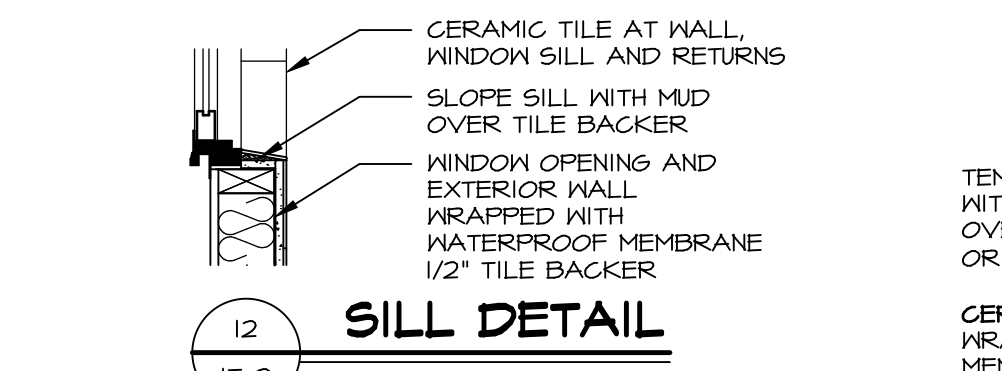 CERAMIC TILE AT WALL,
WINDOW SILL AND RETURNS
SLOPE SILL WITH MUD
OVER TILE BACKER
WINDOW OPENING AND
EXTERIOR WALL
WRAPPED WITH
WATERPROOF MEMBRANE
1/2" TILE BACKER
12
SILL DETAIL
OR